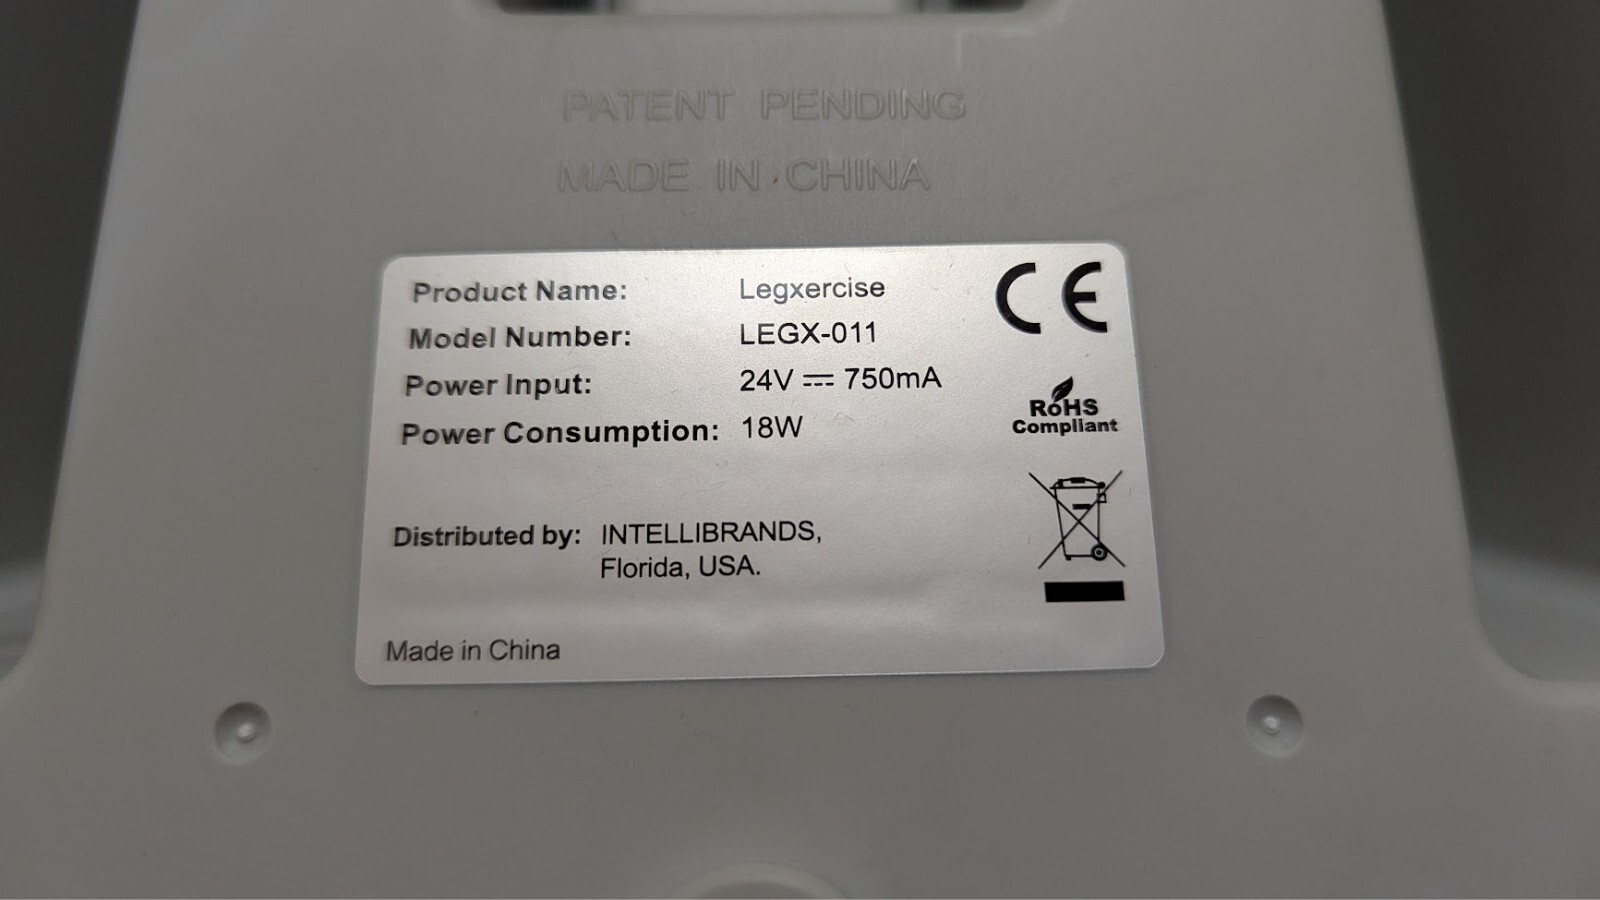 PATENT PENDING
MADE IN CHINA
Product Name: Legxercise
Model Number: LEGX-011
Power Input: 24V ⎓ 750mA
Power Consumption: 18W
Distributed by: INTELLIBRANDS,
Florida, USA.
Made in China
CE
RoHS
Compliant